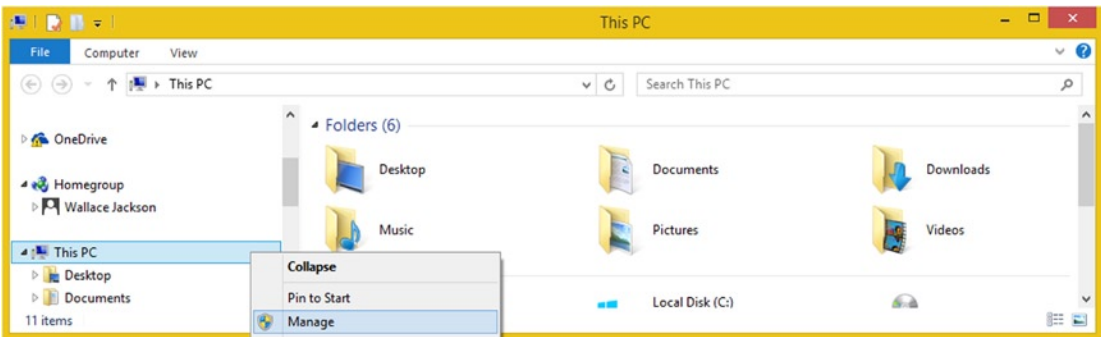 This PC
File Computer View
This PC
Search This PC
OneDrive
Homegroup
Wallace Jackson
This PC
Desktop
Documents
11 items
Folders (6)
Desktop
Documents
Downloads
Music
Pictures
Videos
Local Disk (C:)
Collapse
Pin to Start
Manage